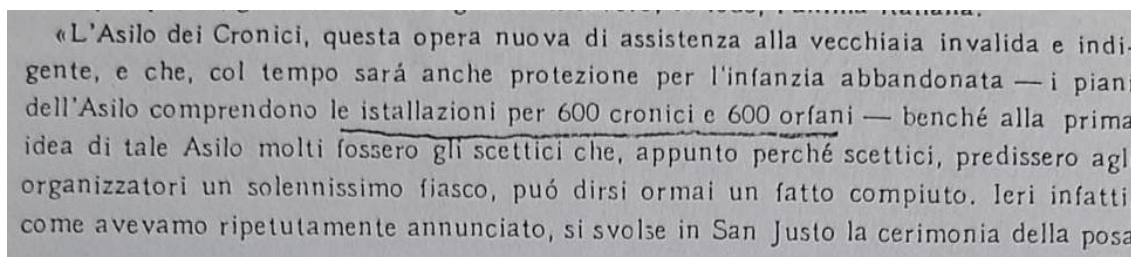 «L'Asilo dei Cronici, questa opera nuova di assistenza alla vecchiaia invalida e indi-
gente, e che, col tempo sará anche protezione per l'infanzia abbandonata — i piani
dell'Asilo comprendono le istallazioni per 600 cronici e 600 orfani — benché alla prima
idea di tale Asilo molti fossero gli scettici che, appunto perché scettici, predissero agl
organizzatori un solennissimo fiasco, puó dirsi ormai un fatto compiuto. Ieri infatti
come avevamo ripetutamente annunciato, si svolse in San Justo la cerimonia della posa